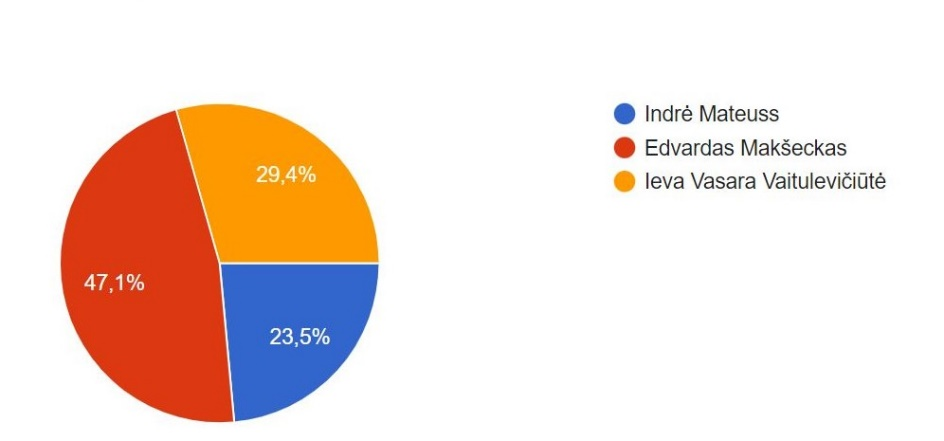 Indrė Mateuss
Edvardas Makšeckas
Ieva Vasara Vaitulevičiūtė
29,4%
47,1%
23,5%